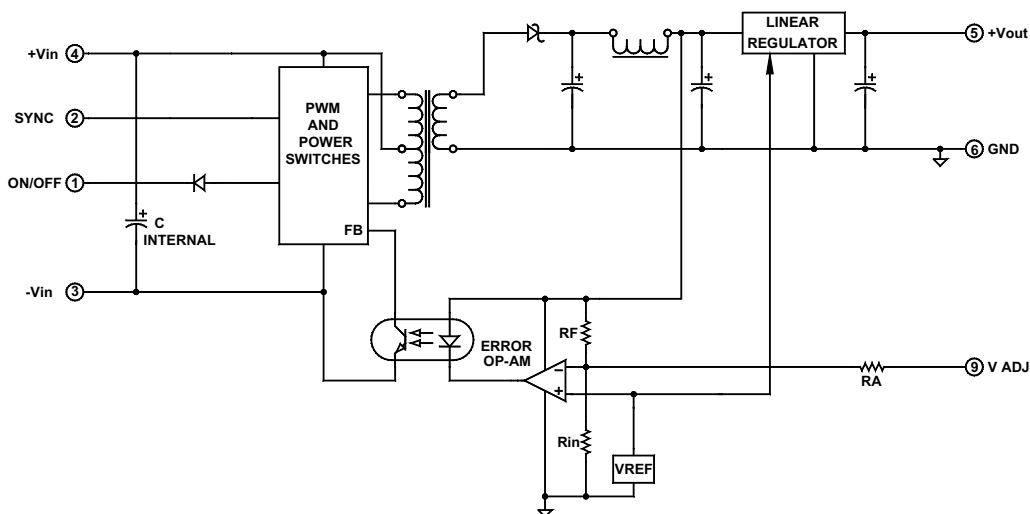 +Vin 4
SYNC 2
ON/OFF 1
+
C
INTERNAL
-Vin 3
PWM
AND
POWER
SWITCHES
FB
+
+
LINEAR
REGULATOR
+
5 +Vout
6 GND
ERROR
OP-AM
RF
-
+
Rin
VREF
RA
9 V ADJ